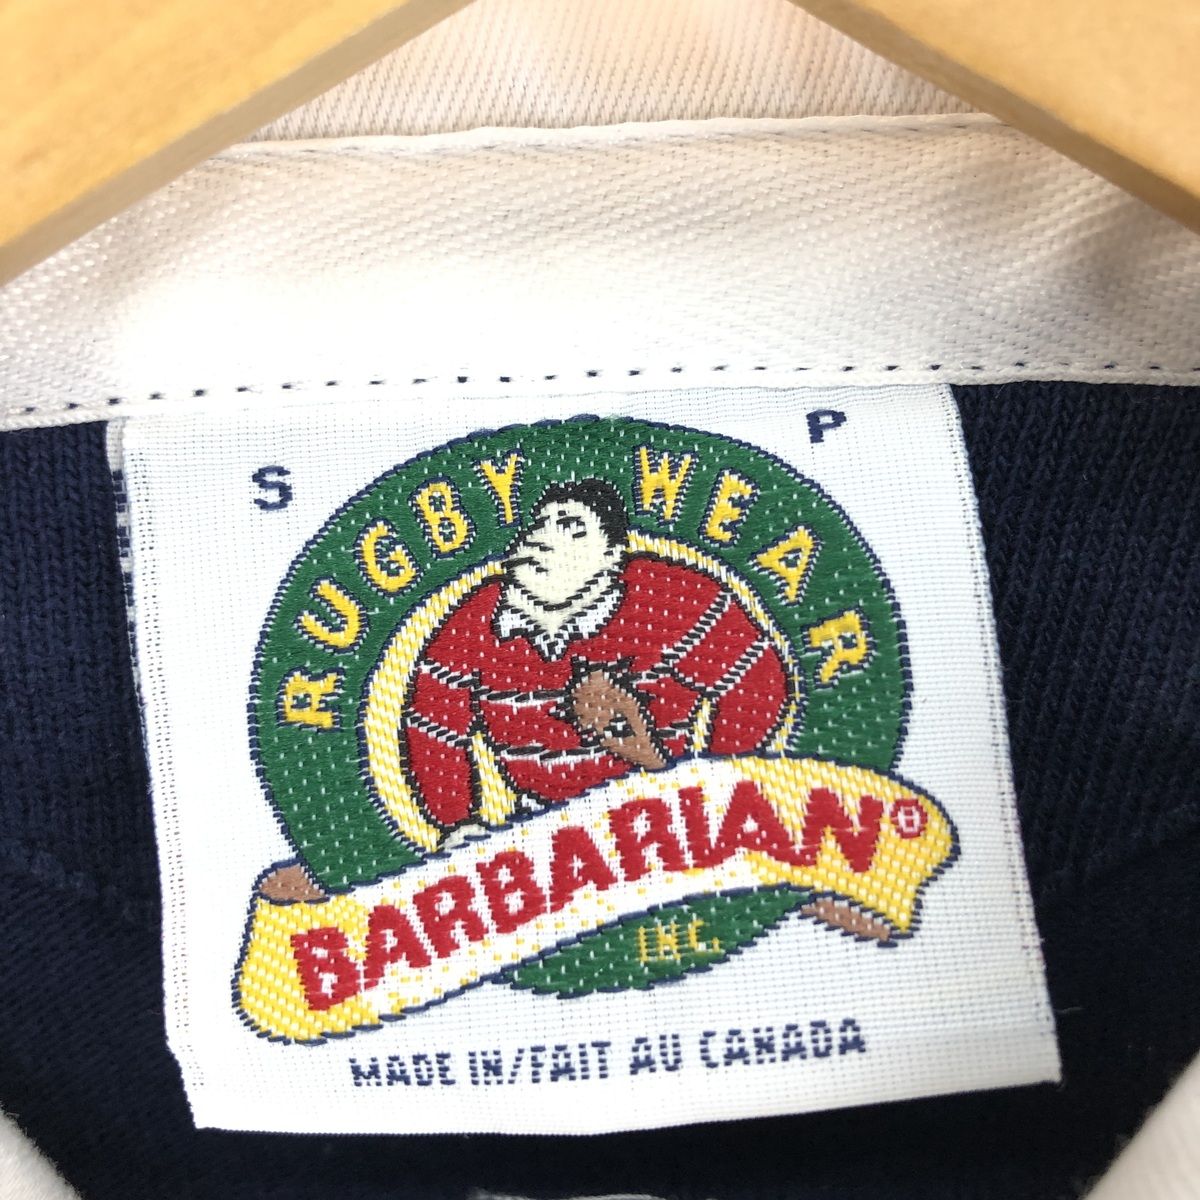 S P
RUGBY WEAR
BARBARIAN®
INC.
MADE IN/FAIT AU CANADA